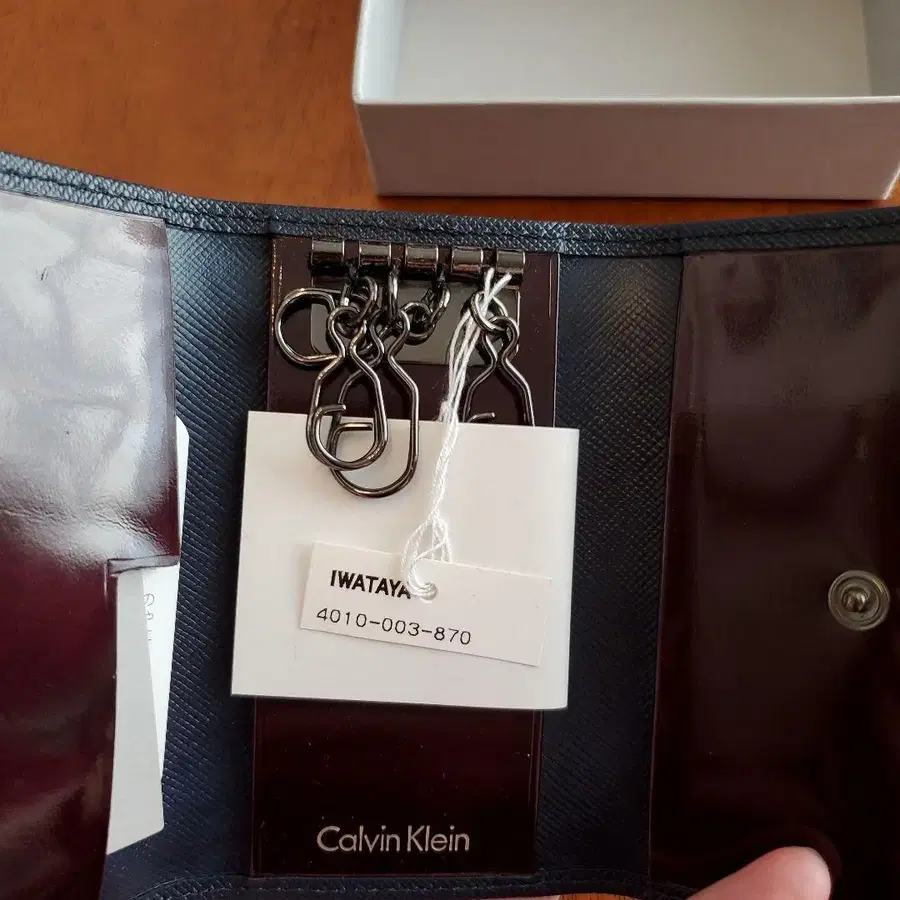 IWATAYA
4010-003-870
Calvin Klein